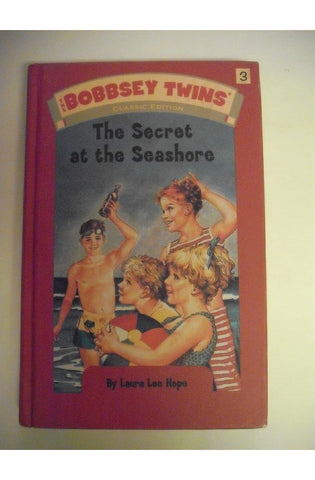 3
THE
BOBBSEY TWINS®
CLASSIC EDITION
The Secret
at the Seashore
By Laura Lee Hope